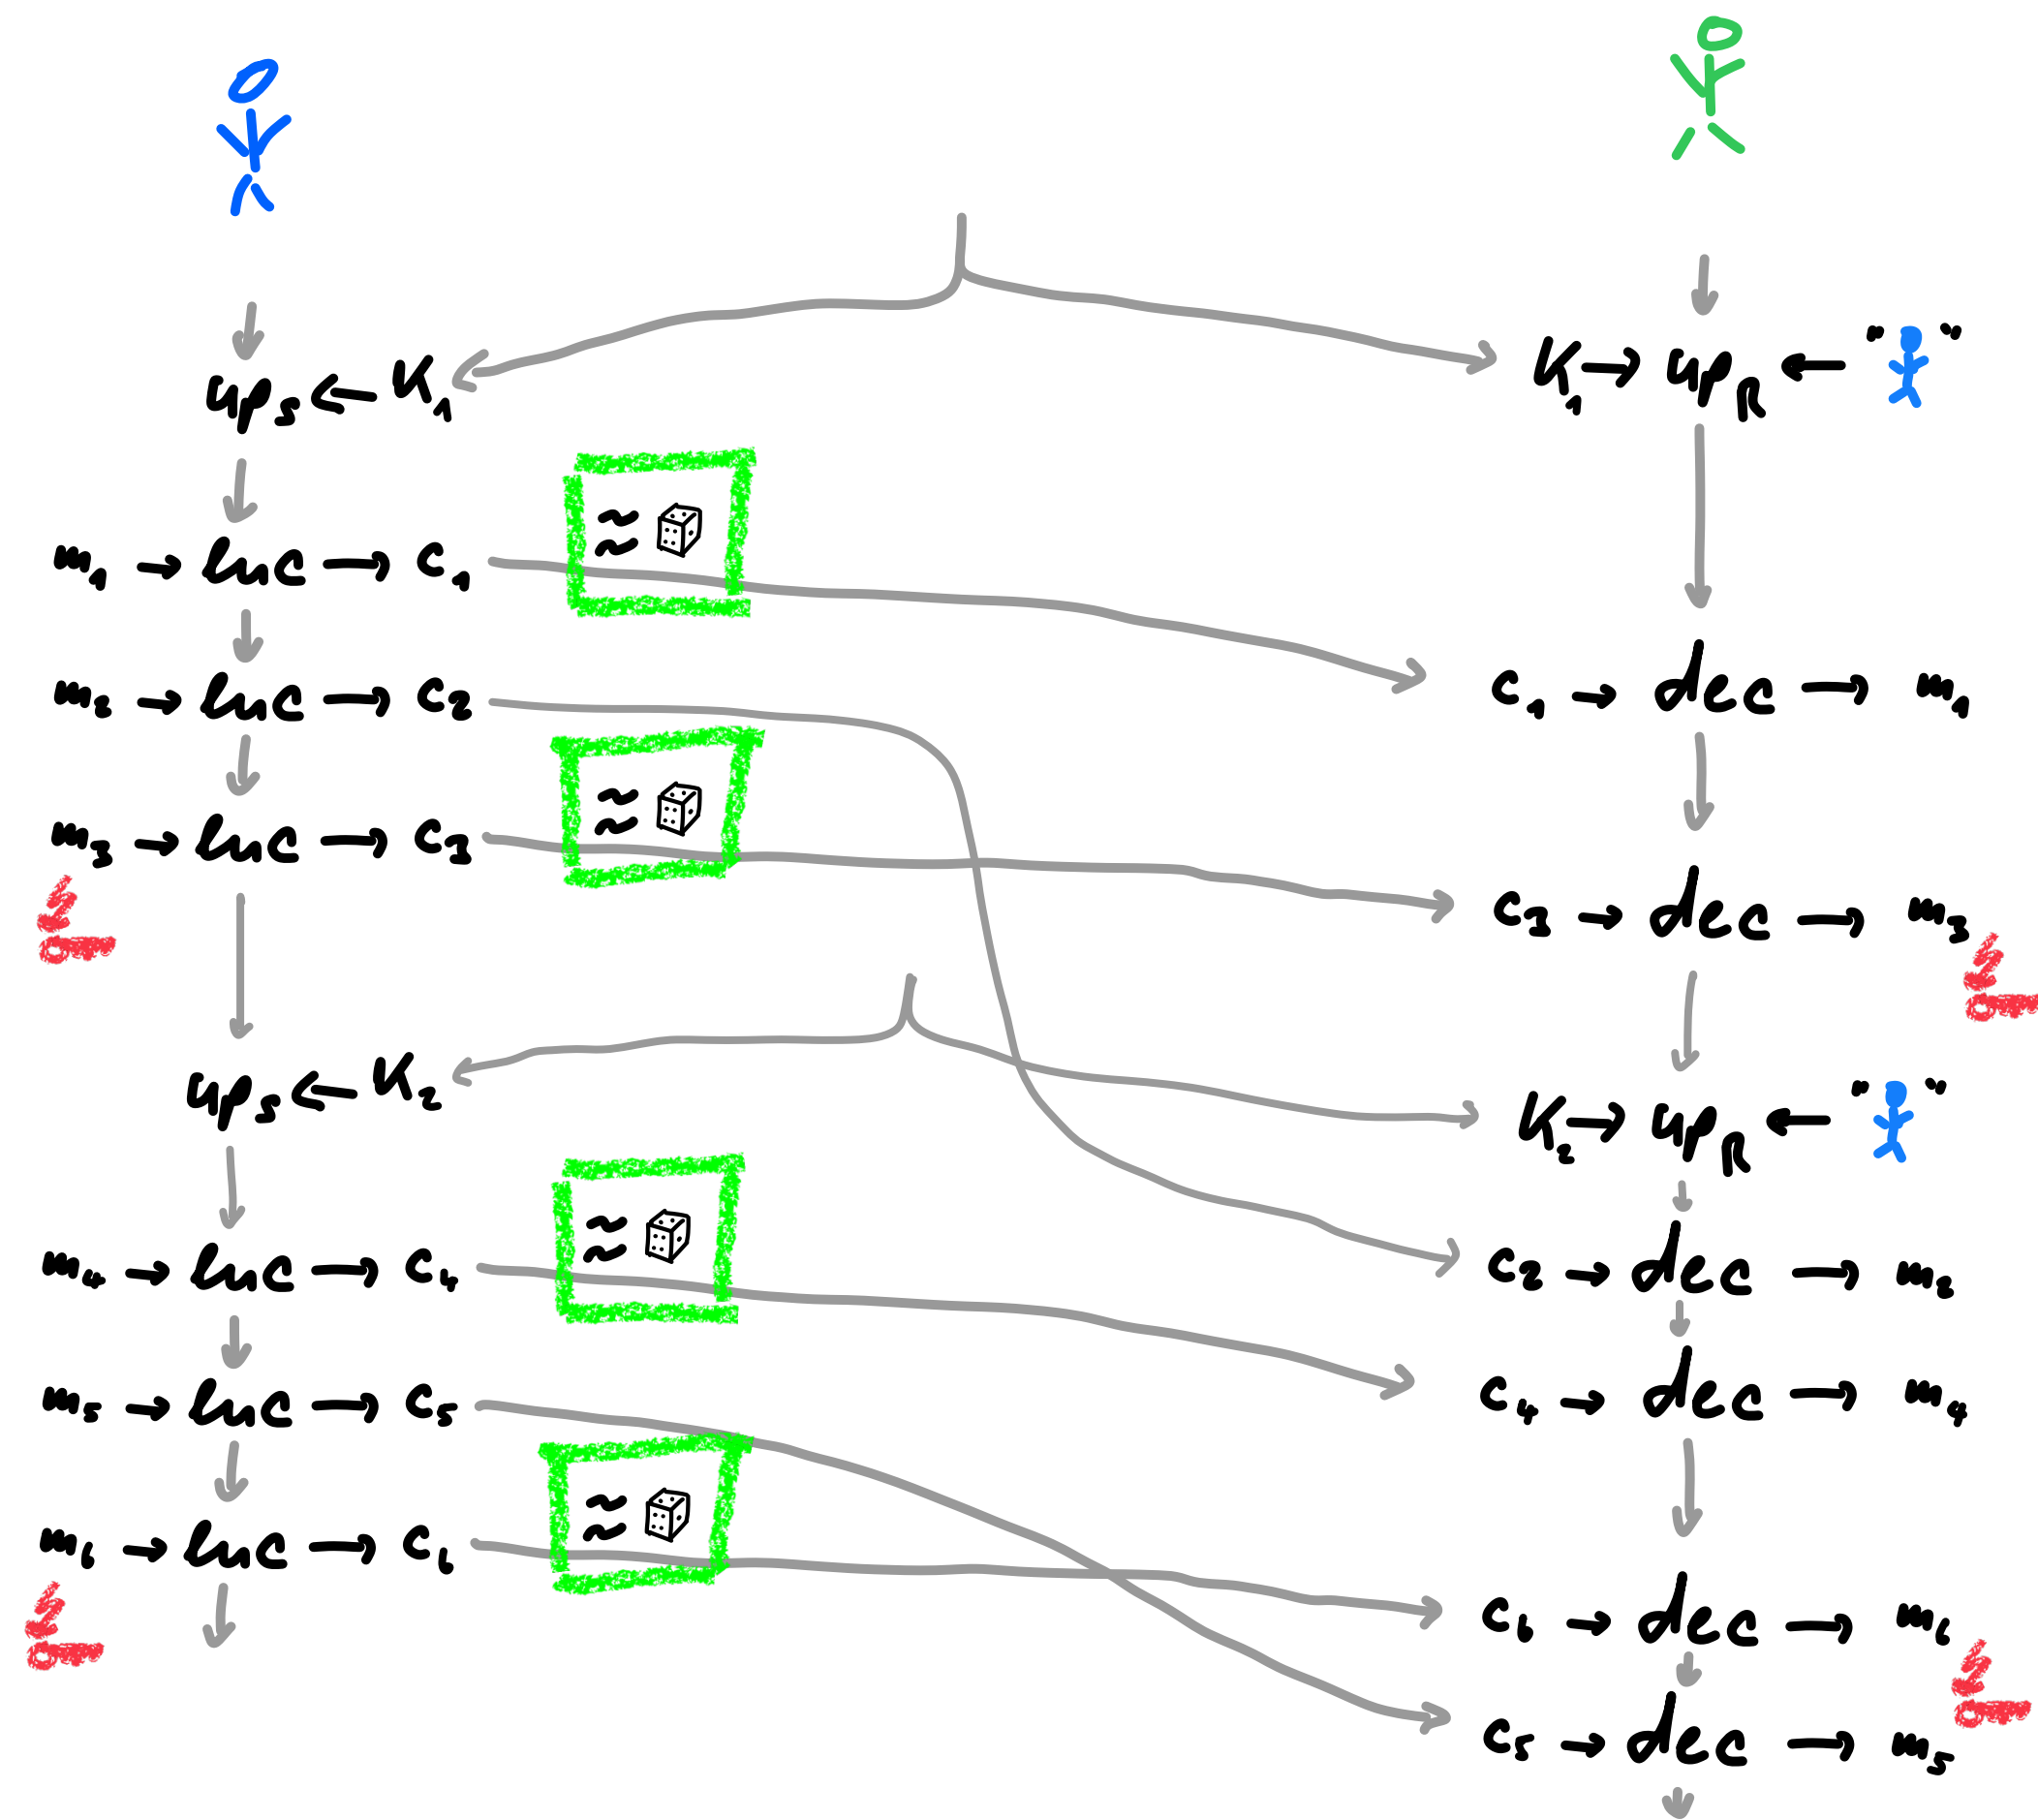 K₁ → upR ← " "
upS ← K₁
≈
m₁ → enc → c₁
c₁ → dec → m₁
m₂ → enc → c₂
≈
m₃ → enc → c₃
c₃ → dec → m₃
upS ← K₂
K₂ → upR ← " "
≈
m₄ → enc → c₄
c₂ → dec → m₂
c₄ → dec → m₄
m₅ → enc → c₅
≈
m₆ → enc → c₆
c₆ → dec → m₆
c₅ → dec → m₅